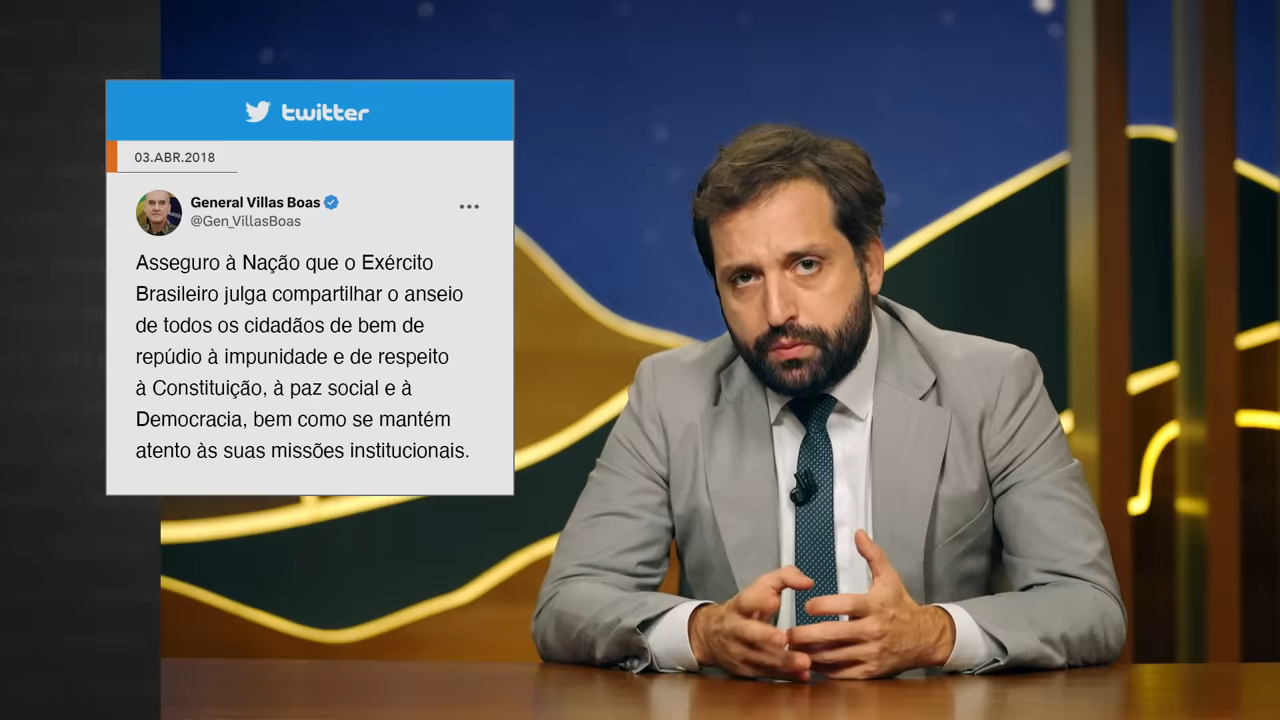 twitter
03.ABR.2018
General Villas Boas
@Gen_VillasBoas
Asseguro à Nação que o Exército
Brasileiro julga compartilhar o anseio
de todos os cidadãos de bem de
repúdio à impunidade e de respeito
à Constituição, à paz social e à
Democracia, bem como se mantém
atento às suas missões institucionais.